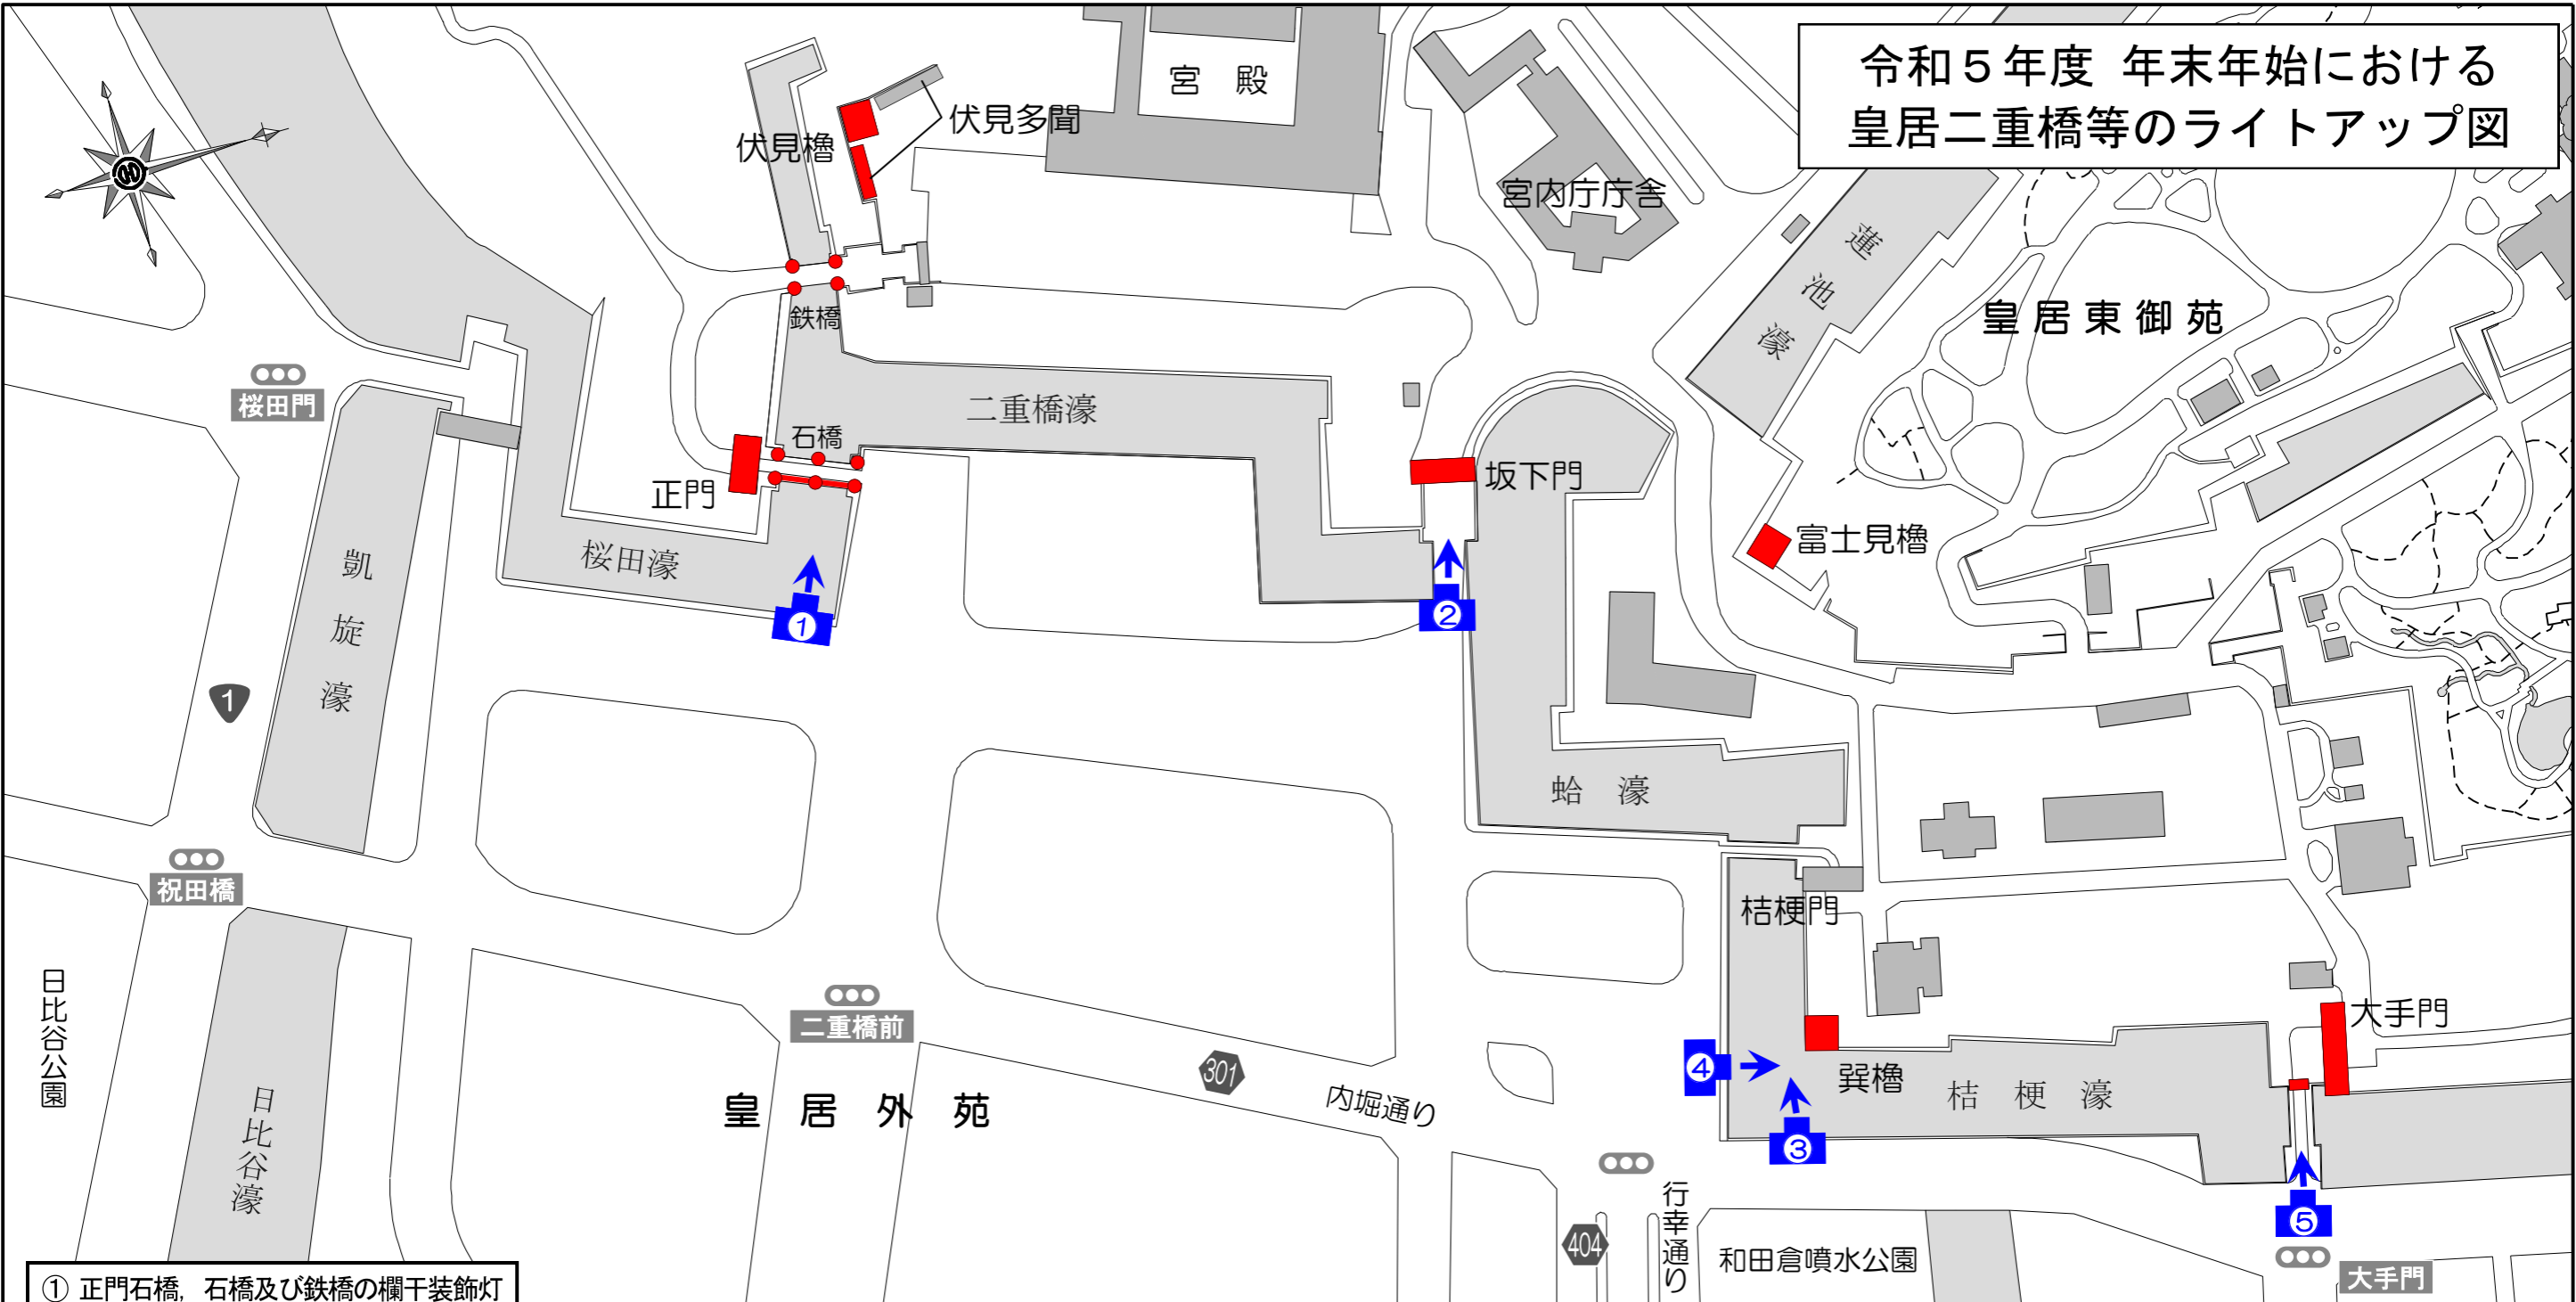 令和５年度 年末年始における
皇居二重橋等のライトアップ図
宮 殿
伏見多聞
伏見櫓
宮内庁庁舎
蓮池濠
皇居東御苑
鉄橋
桜田門
二重橋濠
石橋
正門
坂下門
富士見櫓
桜田濠
凱旋濠
①
②
1
蛤 濠
祝田橋
桔梗門
日比谷公園
二重橋前
大手門
301
内堀通り
④
巽櫓
桔 梗 濠
皇 居 外 苑
日比谷濠
③
行幸通り
404
⑤
和田倉噴水公園
大手門
① 正門石橋，石橋及び鉄橋の欄干装飾灯